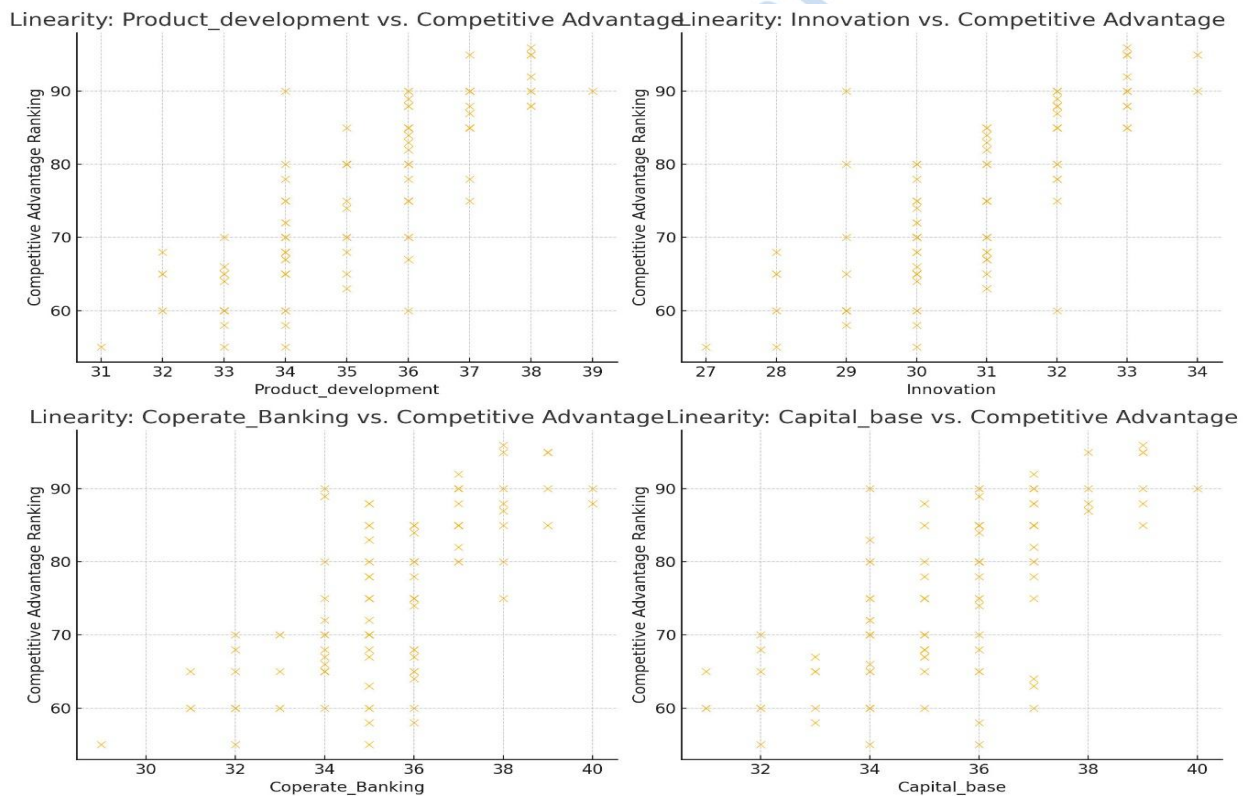 Linearity: Product_development vs. Competitive Advantage
Competitive Advantage Ranking
90
80
70
60
31 32 33 34 35 36 37 38 39
Product_development
Linearity: Innovation vs. Competitive Advantage
Competitive Advantage Ranking
90
80
70
60
27 28 29 30 31 32 33 34
Innovation
Linearity: Coperate_Banking vs. Competitive Advantage
Competitive Advantage Ranking
90
80
70
60
30 32 34 36 38 40
Coperate_Banking
Linearity: Capital_base vs. Competitive Advantage
Competitive Advantage Ranking
90
80
70
60
32 34 36 38 40
Capital_base